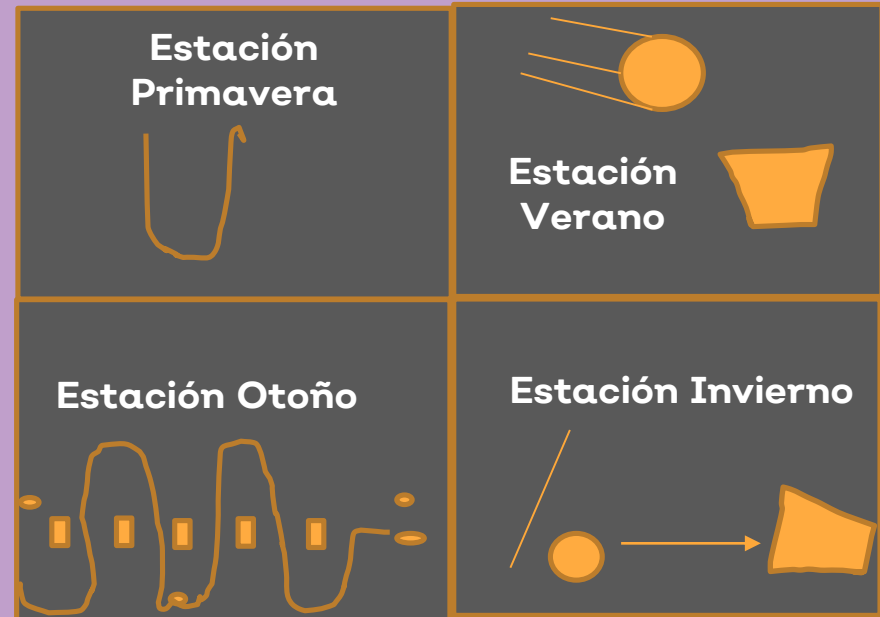 Estación
Primavera
Estación
Verano
Estación Otoño
Estación Invierno